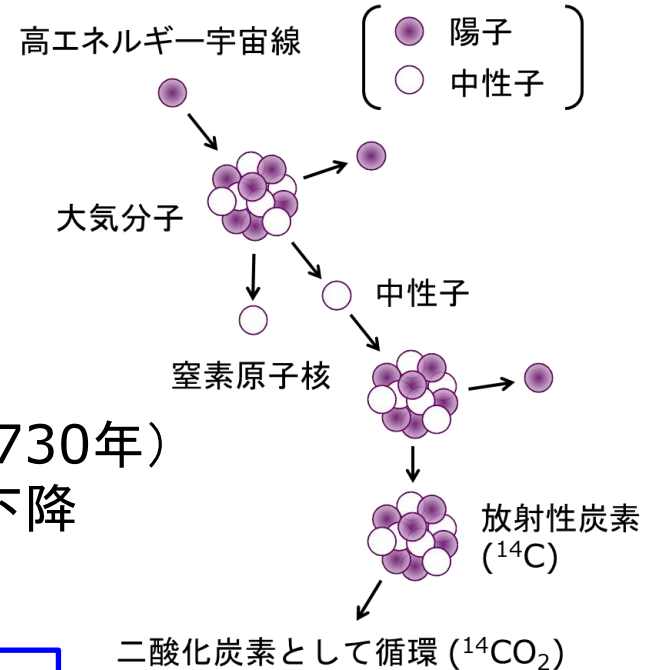 高エネルギー宇宙線
陽子
中性子
大気分子
中性子
窒素原子核
730年）
下降
放射性炭素
(¹⁴C)
二酸化炭素として循環 (¹⁴CO₂)